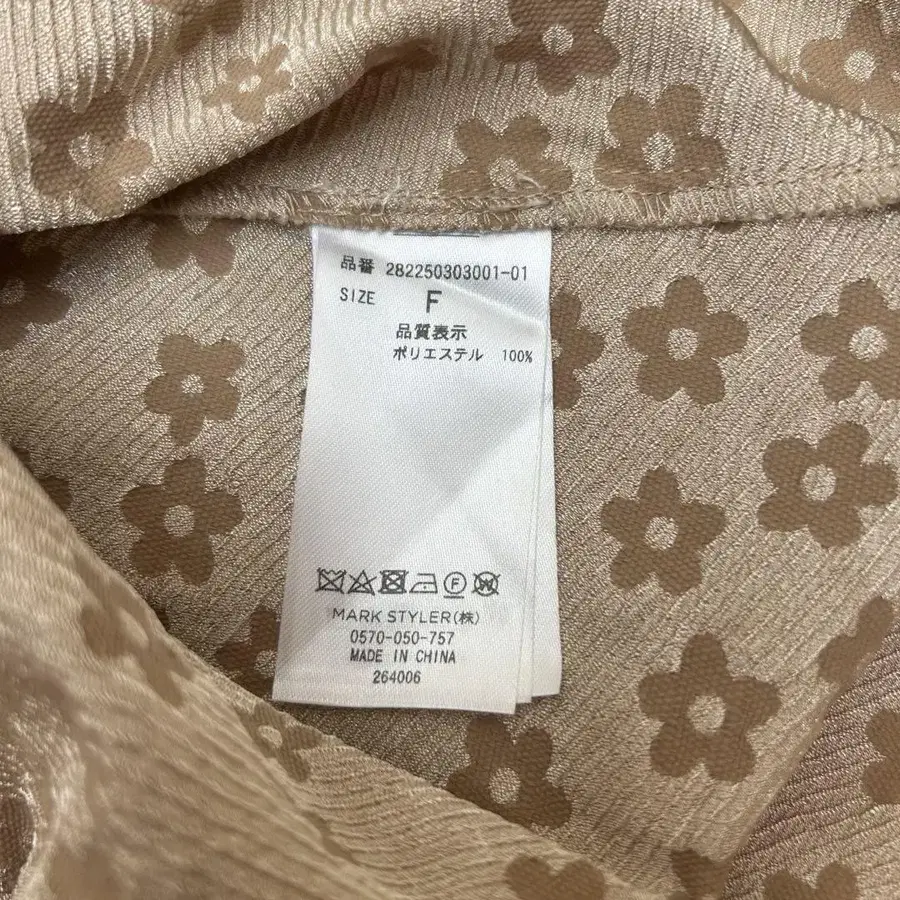 品番 282250303001-01
SIZE F
品質表示
ポリエステル 100%
F W
MARK STYLER(株)
0570-050-757
MADE IN CHINA
264006